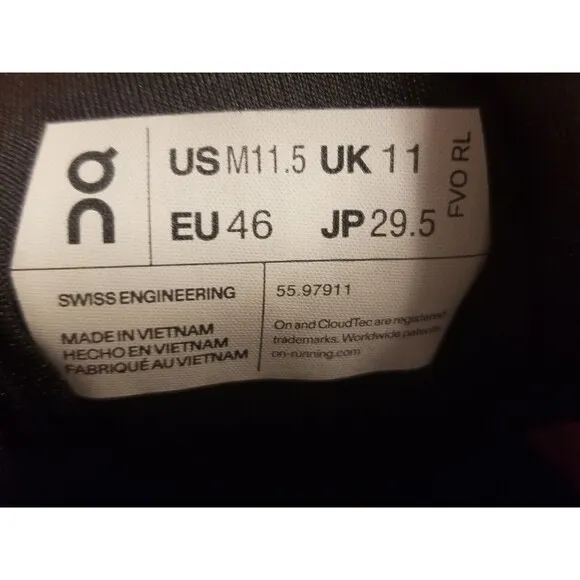 On
US M11.5 UK 11
EU 46 JP 29.5
FVO RL
SWISS ENGINEERING
55.97911
MADE IN VIETNAM
HECHO EN VIETNAM
FABRIQUÉ AU VIETNAM
On and CloudTec are registered
trademarks. Worldwide patents
on-running.com